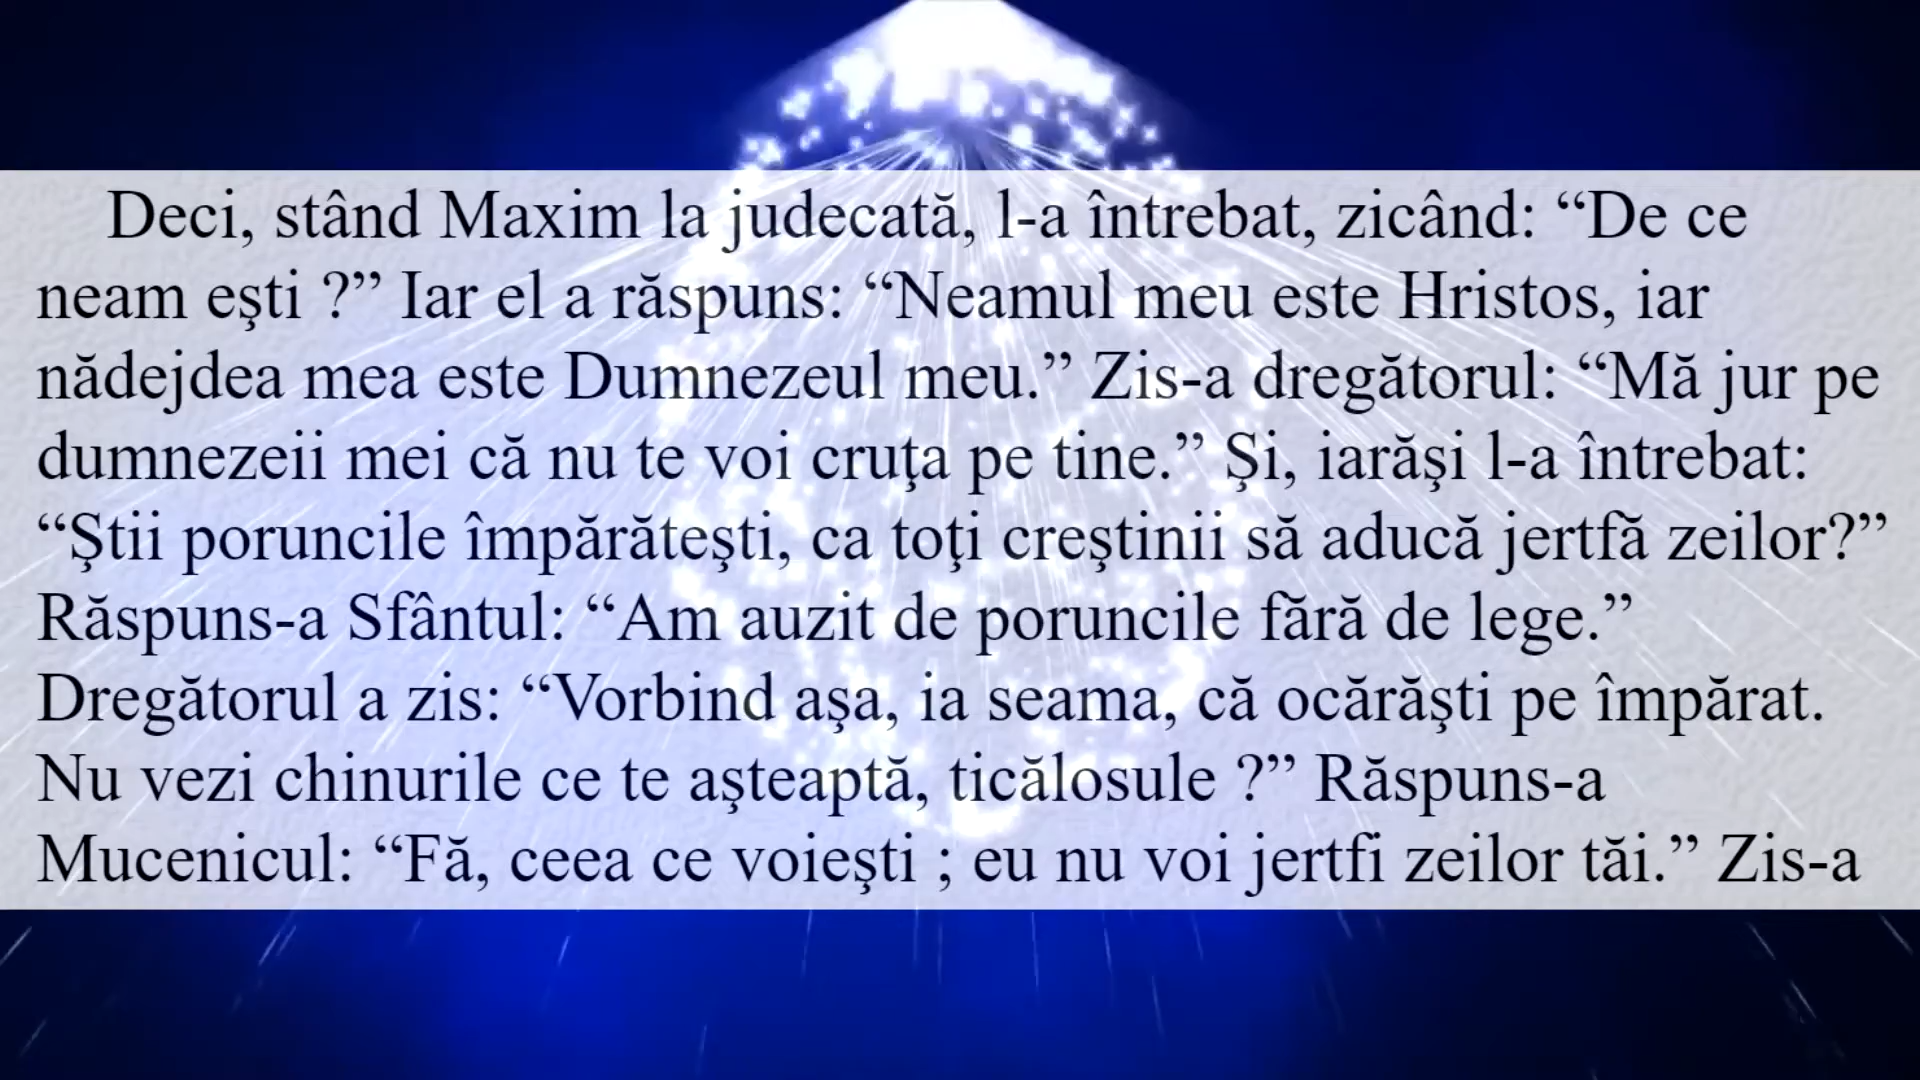 Deci, stând Maxim la judecată, l-a întrebat, zicând: “De ce
neam eşti ?” Iar el a răspuns: “Neamul meu este Hristos, iar
nădejdea mea este Dumnezeul meu.” Zis-a dregătorul: “Mă jur pe
dumnezeii mei că nu te voi cruţa pe tine.” Şi, iarăşi l-a întrebat:
“Ştii poruncile împărăteşti, ca toţi creştinii să aducă jertfă zeilor?”
Răspuns-a Sfântul: “Am auzit de poruncile fără de lege.”
Dregătorul a zis: “Vorbind aşa, ia seama, că ocărăşti pe împărat.
Nu vezi chinurile ce te aşteaptă, ticălosule ?” Răspuns-a
Mucenicul: “Fă, ceea ce voieşti ; eu nu voi jertfi zeilor tăi.” Zis-a